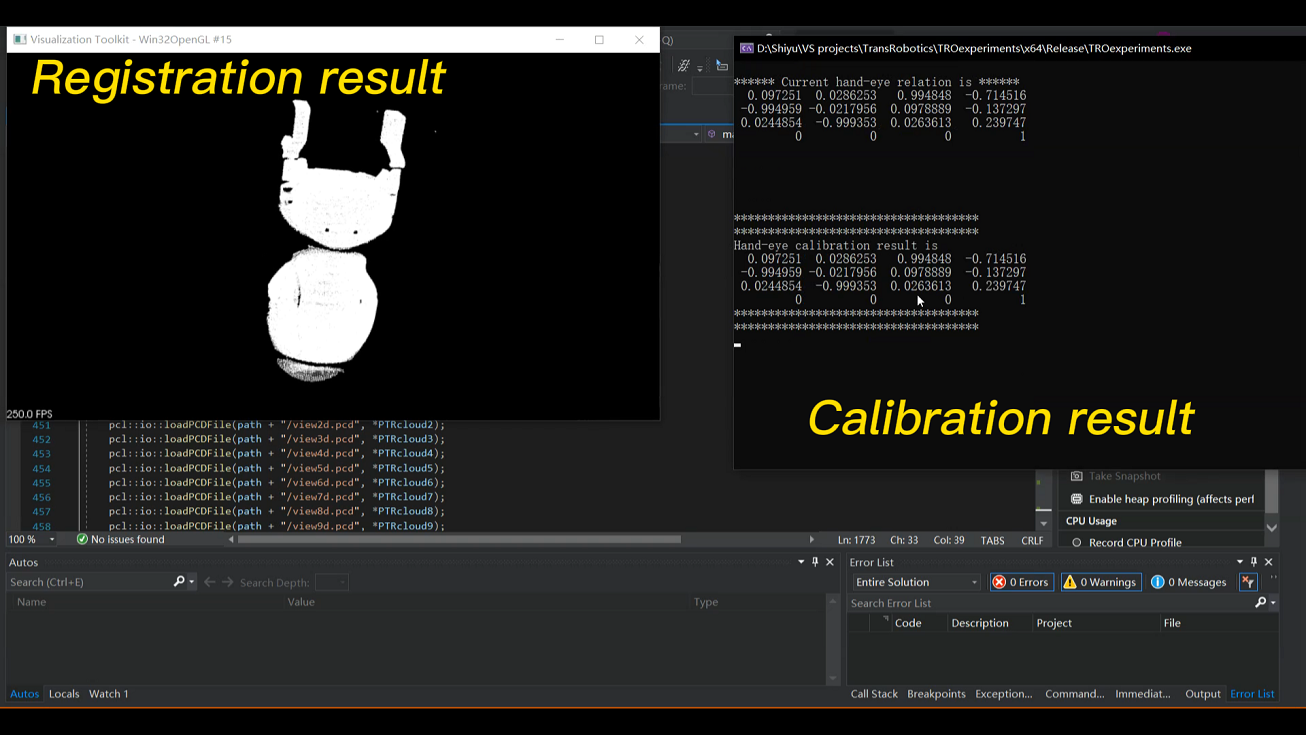 Visualization Toolkit - Win32OpenGL #15
Registration result
250.0 FPS
Q)
rame:
ma
D:\Shiyu\VS projects\TransRobotics\TROexperiments\x64\Release\TROexperiments.exe
****** Current hand-eye relation is ******
0.097251 0.0286253 0.994848 -0.714516
-0.994959 -0.0217956 0.0978889 -0.137297
0.0244854 -0.999353 0.0263613 0.239747
0 0 0 1
************************************
************************************
Hand-eye calibration result is
0.097251 0.0286253 0.994848 -0.714516
-0.994959 -0.0217956 0.0978889 -0.137297
0.0244854 -0.999353 0.0263613 0.239747
0 0 0 1
************************************
************************************
Calibration result
451 pcl::io::loadPCDFile(path + "/view2d.pcd", *PTRcloud2);
452 pcl::io::loadPCDFile(path + "/view3d.pcd", *PTRcloud3);
453 pcl::io::loadPCDFile(path + "/view4d.pcd", *PTRcloud4);
454 pcl::io::loadPCDFile(path + "/view5d.pcd", *PTRcloud5);
455 pcl::io::loadPCDFile(path + "/view6d.pcd", *PTRcloud6);
456 pcl::io::loadPCDFile(path + "/view7d.pcd", *PTRcloud7);
457 pcl::io::loadPCDFile(path + "/view8d.pcd", *PTRcloud8);
458 pcl::io::loadPCDFile(path + "/view9d.pcd", *PTRcloud9);
Take Snapshot
Enable heap profiling (affects perf
CPU Usage
Record CPU Profile
100 % No issues found Ln: 1773 Ch: 33 Col: 39 TABS CRLF
Autos
Search (Ctrl+E) Search Depth:
Name Value Type
Autos Locals Watch 1
Error List
Entire Solution 0 Errors 0 Warnings 0 Messages
Search Error List
Code Description Project File
Call Stack Breakpoints Exception... Command... Immediat... Output Error List